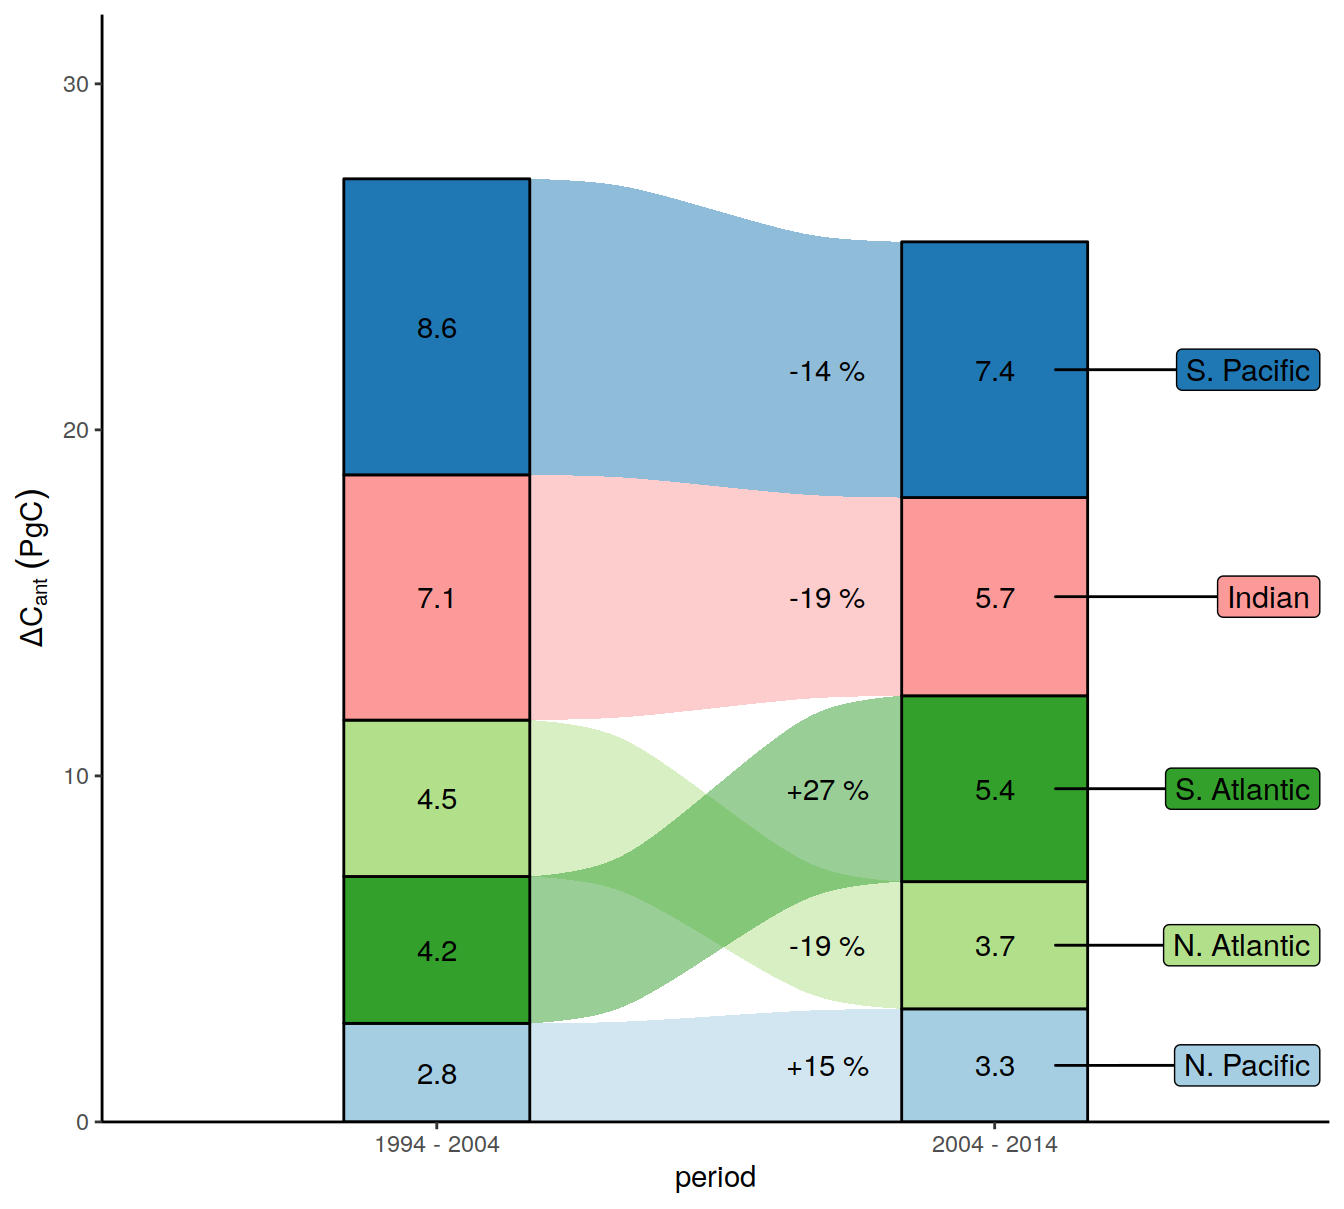 30
20
10
0
ΔCant (PgC)
8.6
7.1
4.5
4.2
2.8
-14 %
-19 %
+27 %
-19 %
+15 %
7.4
5.7
5.4
3.7
3.3
S. Pacific
Indian
S. Atlantic
N. Atlantic
N. Pacific
1994 - 2004
2004 - 2014
period